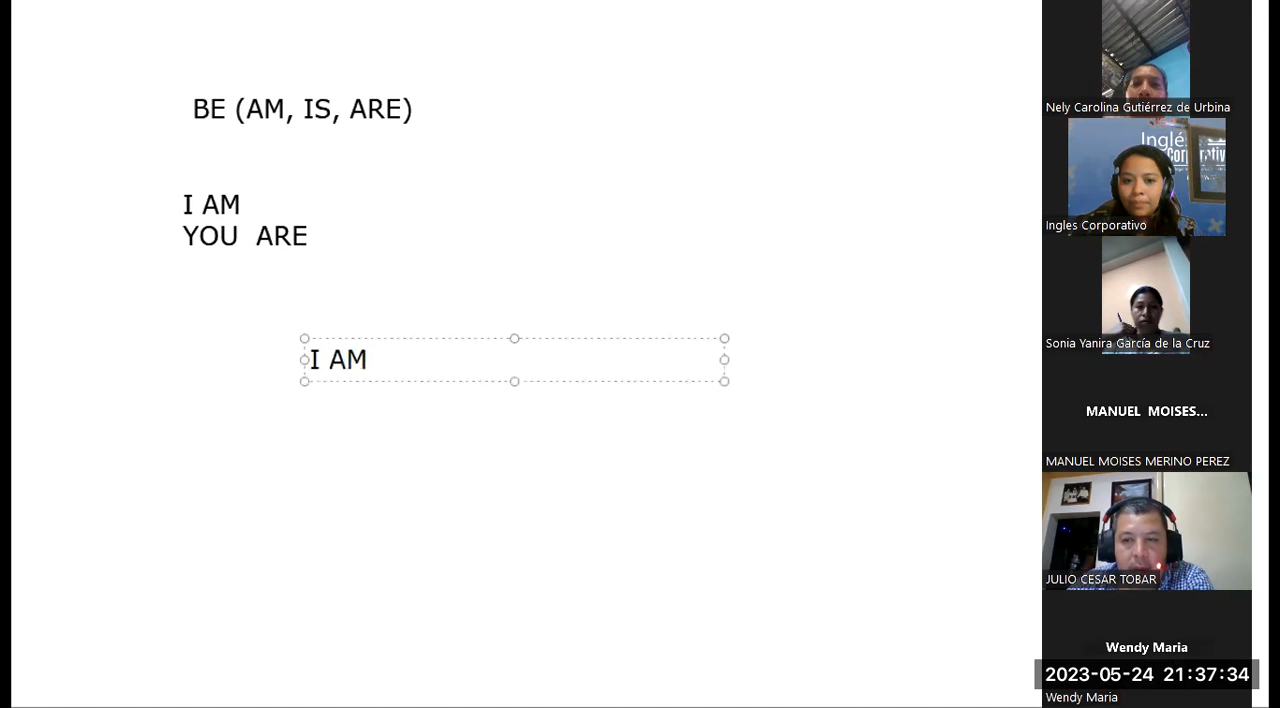 BE (AM, IS, ARE)
I AM
YOU ARE
I AM
Nely Carolina Gutiérrez de Urbina
Inglés
Corporativo
Ingles Corporativo
Sonia Yanira García de la Cruz
MANUEL MOISES...
MANUEL MOISES MERINO PEREZ
JULIO CESAR TOBAR
Wendy Maria
2023-05-24 21:37:34
Wendy Maria